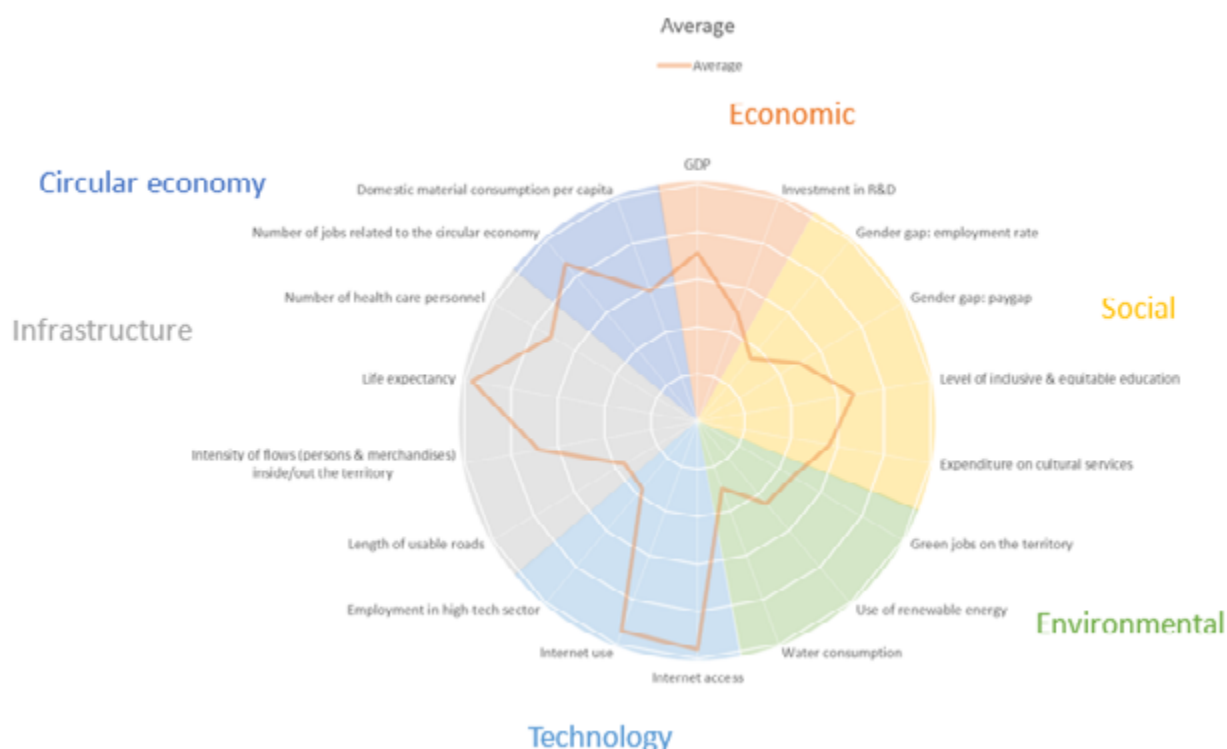 Average
Average
Economic
Circular economy
GDP
Domestic material consumption per capita
Investment in R&D
Number of jobs related to the circular economy
Gender gap: employment rate
Number of health care personnel
Gender gap: paygap
Infrastructure
Social
Life expectancy
Level of inclusive & equitable education
Intensity of flows (persons & merchandises)
inside/out the territory
Expenditure on cultural services
Length of usable roads
Green jobs on the territory
Employment in high tech sector
Use of renewable energy
Environmental
Internet use
Water consumption
Internet access
Technology